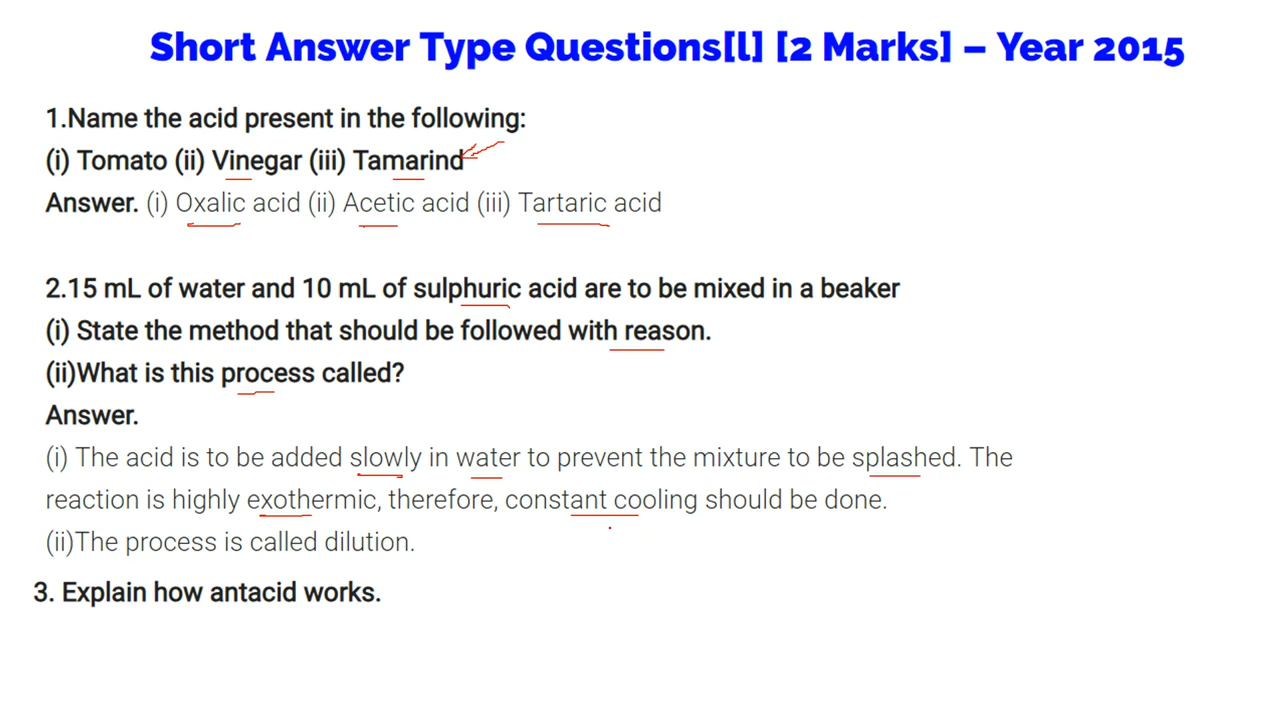 Short Answer Type Questions[l] [2 Marks] – Year 2015
1.Name the acid present in the following:
(i) Tomato (ii) Vinegar (iii) Tamarind
Answer. (i) Oxalic acid (ii) Acetic acid (iii) Tartaric acid
2.15 mL of water and 10 mL of sulphuric acid are to be mixed in a beaker
(i) State the method that should be followed with reason.
(ii)What is this process called?
Answer.
(i) The acid is to be added slowly in water to prevent the mixture to be splashed. The
reaction is highly exothermic, therefore, constant cooling should be done.
(ii)The process is called dilution.
3. Explain how antacid works.